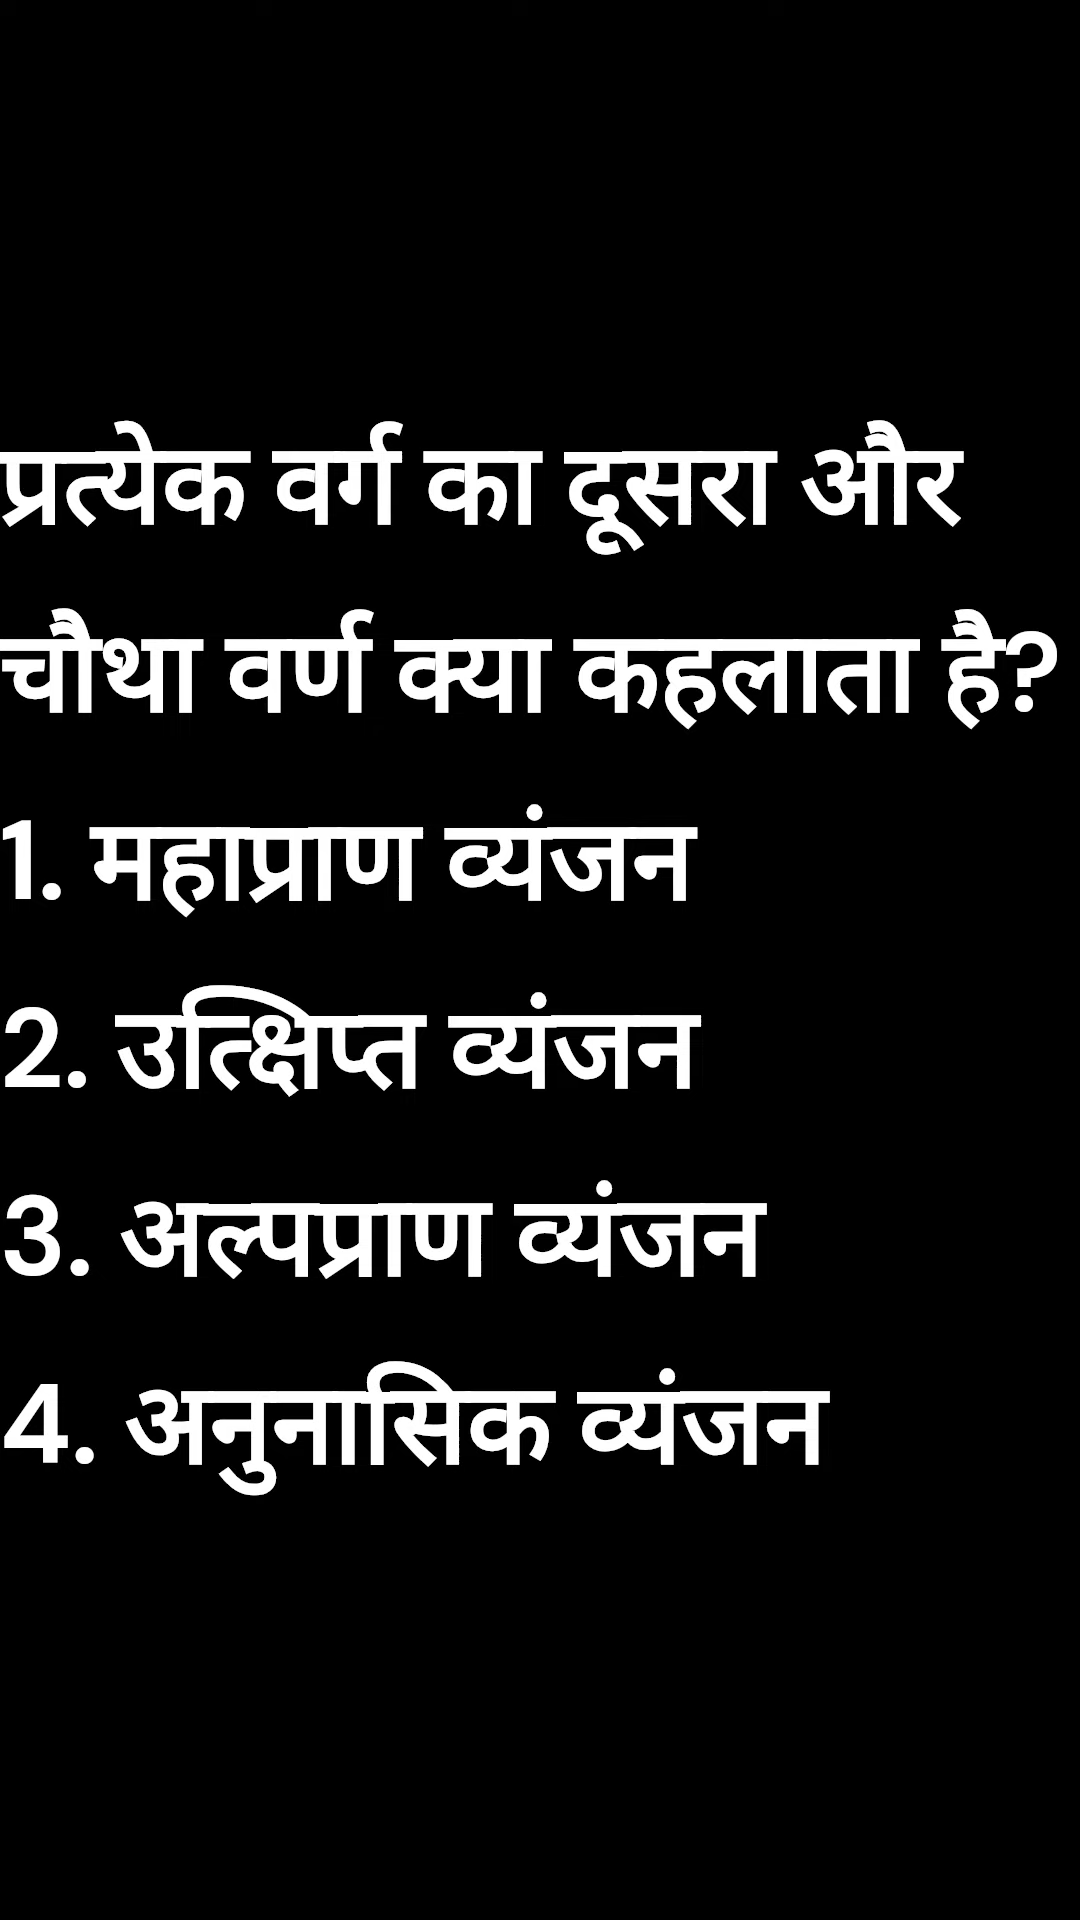 प्रत्येक वर्ग का दूसरा और
चौथा वर्ण क्या कहलाता है?
1. महाप्राण व्यंजन
2. उत्क्षिप्त व्यंजन
3. अल्पप्राण व्यंजन
4. अनुनासिक व्यंजन